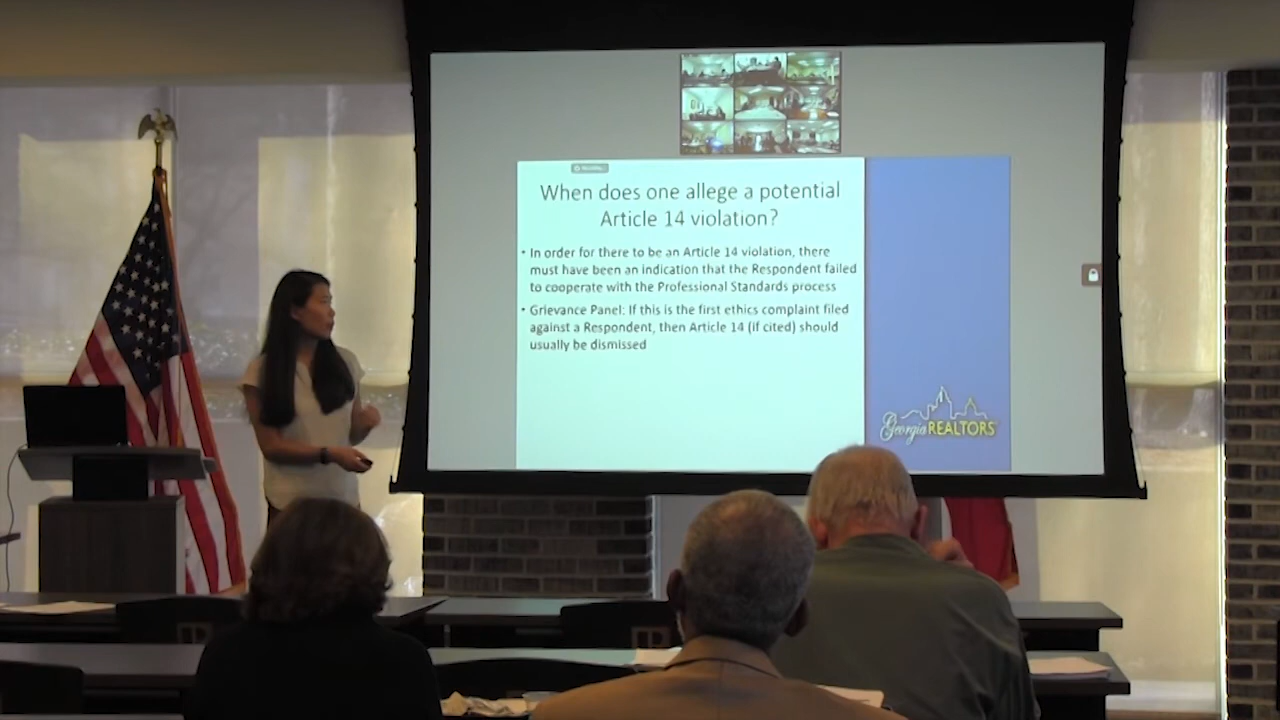 When does one allege a potential
Article 14 violation?
• In order for there to be an Article 14 violation, there
must have been an indication that the Respondent failed
to cooperate with the Professional Standards process
• Grievance Panel: If this is the first ethics complaint filed
against a Respondent, then Article 14 (if cited) should
usually be dismissed
Georgia REALTORS